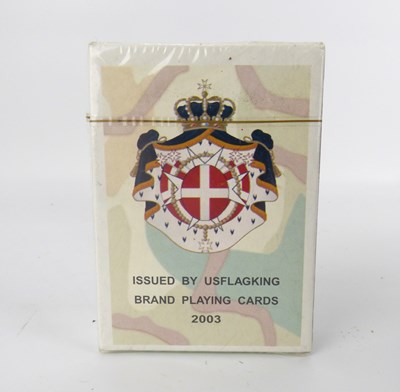 ISSUED BY USFLAGKING
BRAND PLAYING CARDS
2003